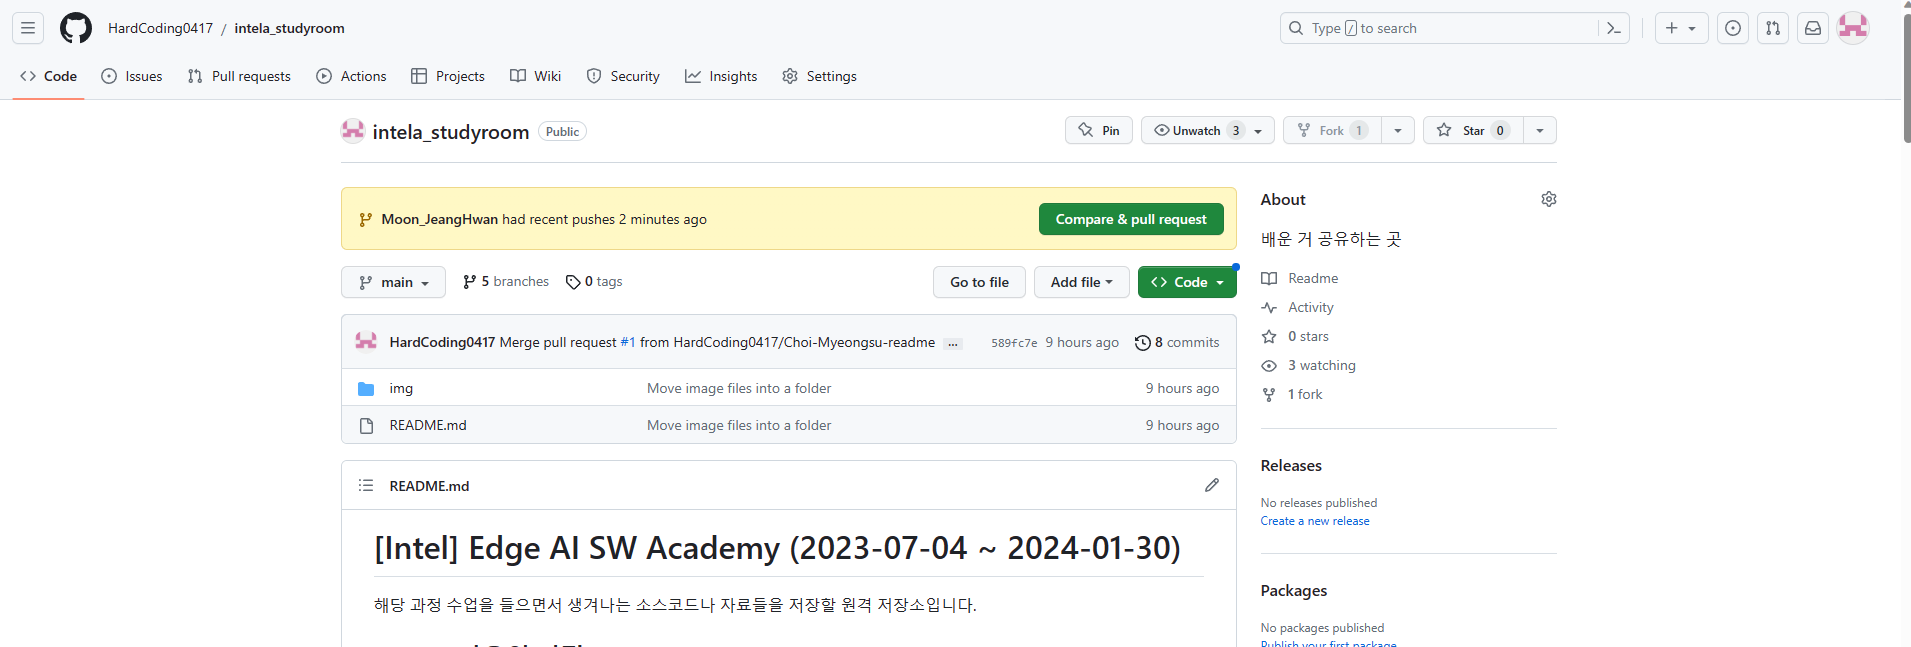 HardCoding0417 / intela_studyroom
Type / to search
Code Issues Pull requests Actions Projects Wiki Security Insights Settings
intela_studyroom Public
Pin Unwatch 3 Fork 1 Star 0
Moon_JeangHwan had recent pushes 2 minutes ago
Compare & pull request
main 5 branches 0 tags
Go to file Add file Code
HardCoding0417 Merge pull request #1 from HardCoding0417/Choi-Myeongsu-readme ... 589fc7e 9 hours ago 8 commits
img Move image files into a folder 9 hours ago
README.md Move image files into a folder 9 hours ago
README.md
[Intel] Edge AI SW Academy (2023-07-04 ~ 2024-01-30)
해당 과정 수업을 들으면서 생겨나는 소스코드나 자료들을 저장할 원격 저장소입니다.
About
배운 거 공유하는 곳
Readme
Activity
0 stars
3 watching
1 fork
Releases
No releases published
Create a new release
Packages
No packages published
Publish your first package